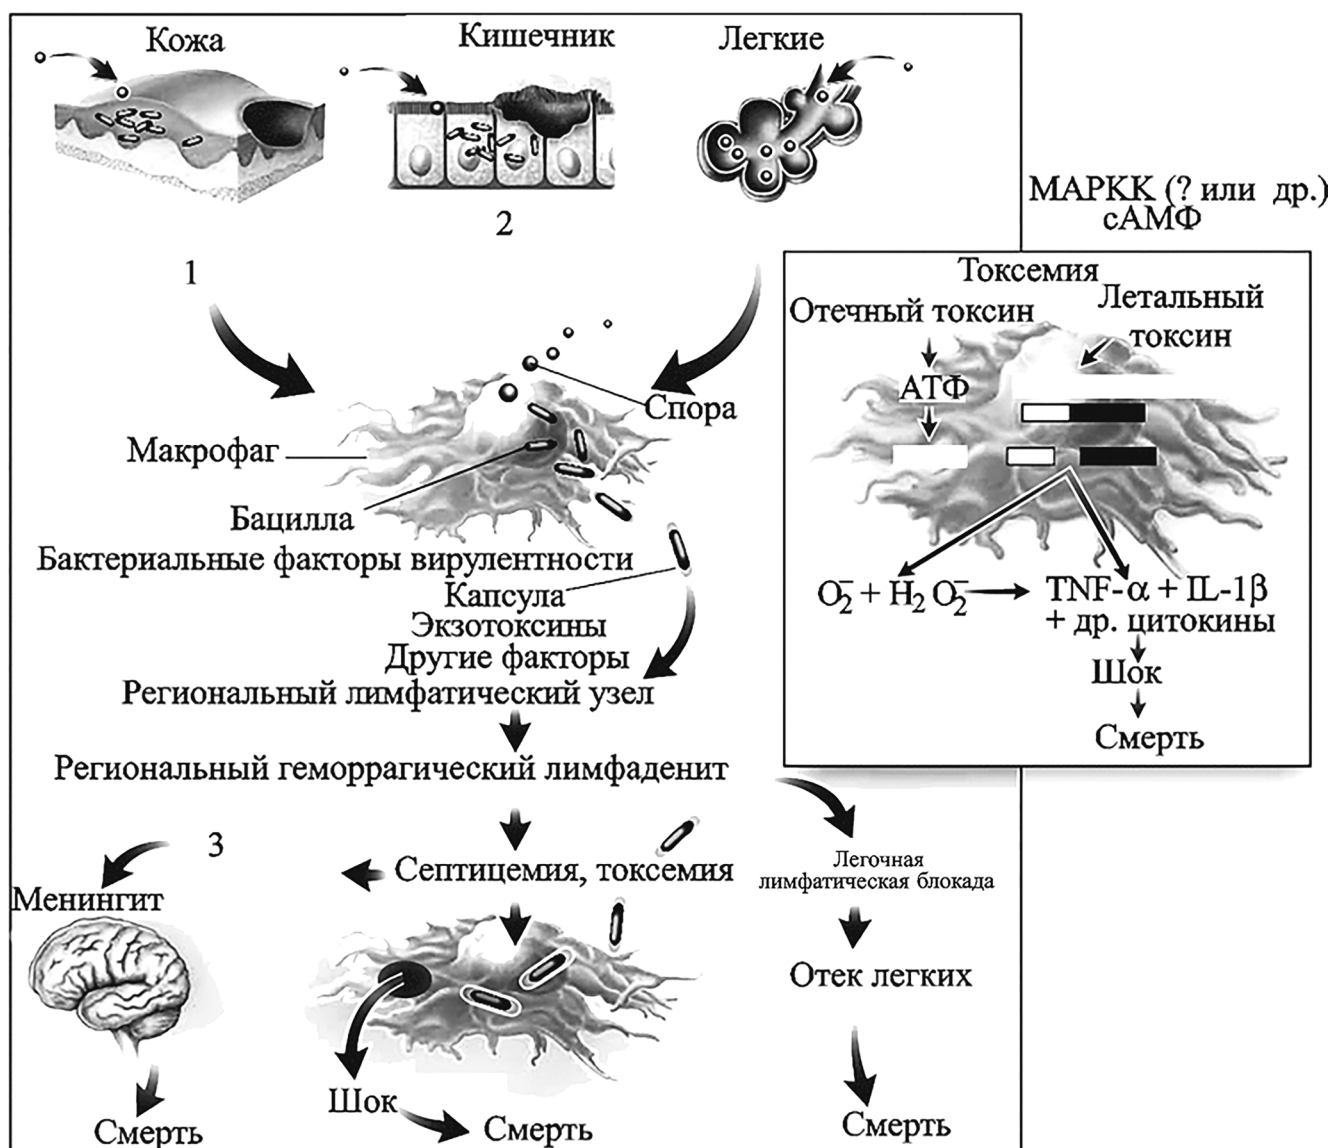 Кожа
Кишечник
Легкие
2
1
МАРКК (? или др.)
сАМФ
Токсемия
Отечный токсин
Летальный
токсин
АТФ
Спора
Макрофаг
Бацилла
Бактериальные факторы вирулентности
Капсула
Экзотоксины
Другие факторы
Региональный лимфатический узел
O₂⁻ + H₂ O₂⁻
TNF-α + IL-1β
+ др. цитокины
Шок
Смерть
Региональный геморрагический лимфаденит
3
Септицемия, токсемия
Легочная
лимфатическая блокада
Менингит
Отек легких
Шок
Смерть
Смерть
Смерть